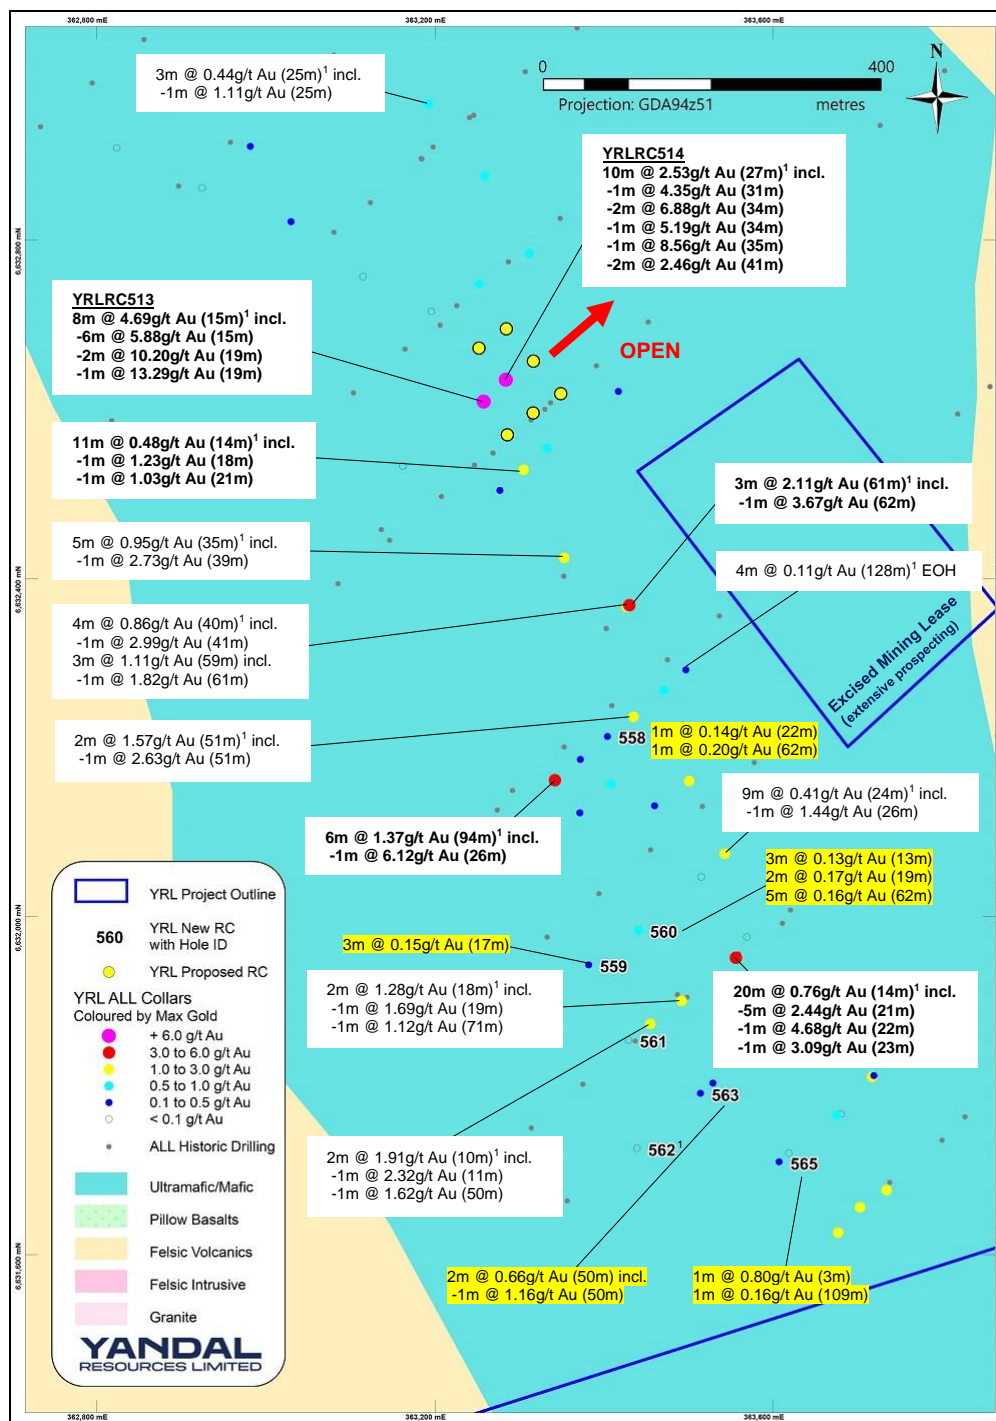 362,800 mE
363,200 mE
363,600 mE
3m @ 0.44g/t Au (25m)¹ incl.
-1m @ 1.11g/t Au (25m)
0
400
Projection: GDA94z51
metres
N
YRLRC514
10m @ 2.53g/t Au (27m)¹ incl.
-1m @ 4.35g/t Au (31m)
-2m @ 6.88g/t Au (34m)
-1m @ 5.19g/t Au (34m)
-1m @ 8.56g/t Au (35m)
-2m @ 2.46g/t Au (41m)
6,632,800 mN
YRLRC513
8m @ 4.69g/t Au (15m)¹ incl.
-6m @ 5.88g/t Au (15m)
-2m @ 10.20g/t Au (19m)
-1m @ 13.29g/t Au (19m)
OPEN
11m @ 0.48g/t Au (14m)¹ incl.
-1m @ 1.23g/t Au (18m)
-1m @ 1.03g/t Au (21m)
3m @ 2.11g/t Au (61m)¹ incl.
-1m @ 3.67g/t Au (62m)
5m @ 0.95g/t Au (35m)¹ incl.
-1m @ 2.73g/t Au (39m)
4m @ 0.11g/t Au (128m)¹ EOH
6,632,400 mN
4m @ 0.86g/t Au (40m)¹ incl.
-1m @ 2.99g/t Au (41m)
3m @ 1.11g/t Au (59m) incl.
-1m @ 1.82g/t Au (61m)
Excised Mining Lease
(extensive prospecting)
2m @ 1.57g/t Au (51m)¹ incl.
-1m @ 2.63g/t Au (51m)
558
1m @ 0.14g/t Au (22m)
1m @ 0.20g/t Au (62m)
9m @ 0.41g/t Au (24m)¹ incl.
-1m @ 1.44g/t Au (26m)
6m @ 1.37g/t Au (94m)¹ incl.
-1m @ 6.12g/t Au (26m)
3m @ 0.13g/t Au (13m)
2m @ 0.17g/t Au (19m)
5m @ 0.16g/t Au (62m)
6,632,000 mN
560
3m @ 0.15g/t Au (17m)
559
2m @ 1.28g/t Au (18m)¹ incl.
-1m @ 1.69g/t Au (19m)
-1m @ 1.12g/t Au (71m)
20m @ 0.76g/t Au (14m)¹ incl.
-5m @ 2.44g/t Au (21m)
-1m @ 4.68g/t Au (22m)
-1m @ 3.09g/t Au (23m)
561
563
562¹
565
2m @ 1.91g/t Au (10m)¹ incl.
-1m @ 2.32g/t Au (11m)
-1m @ 1.62g/t Au (50m)
2m @ 0.66g/t Au (50m) incl.
-1m @ 1.16g/t Au (50m)
1m @ 0.80g/t Au (3m)
1m @ 0.16g/t Au (109m)
6,631,600 mN
YRL Project Outline
560
YRL New RC
with Hole ID
YRL Proposed RC
YRL ALL Collars
Coloured by Max Gold
+ 6.0 g/t Au
3.0 to 6.0 g/t Au
1.0 to 3.0 g/t Au
0.5 to 1.0 g/t Au
0.1 to 0.5 g/t Au
< 0.1 g/t Au
ALL Historic Drilling
Ultramafic/Mafic
Pillow Basalts
Felsic Volcanics
Felsic Intrusive
Granite
YANDAL
RESOURCES LIMITED
362,800 mE
363,200 mE
363,600 mE